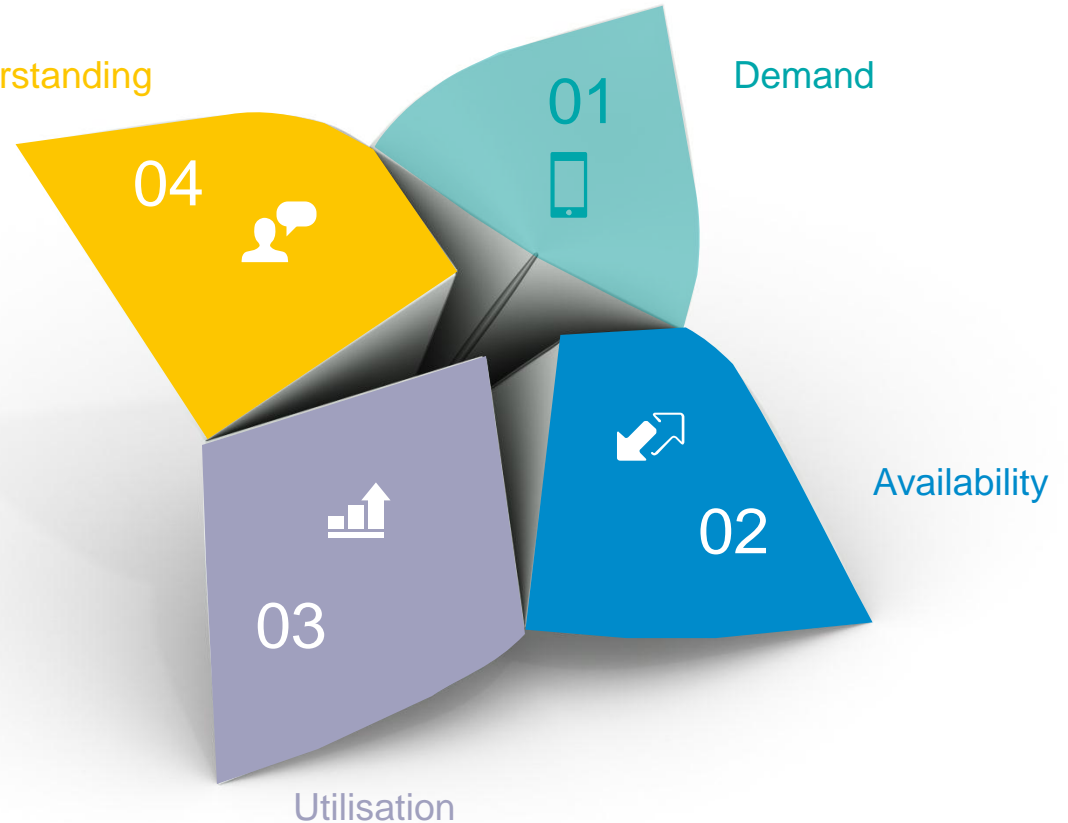 rstanding
Demand
01
04
Availability
02
03
Utilisation